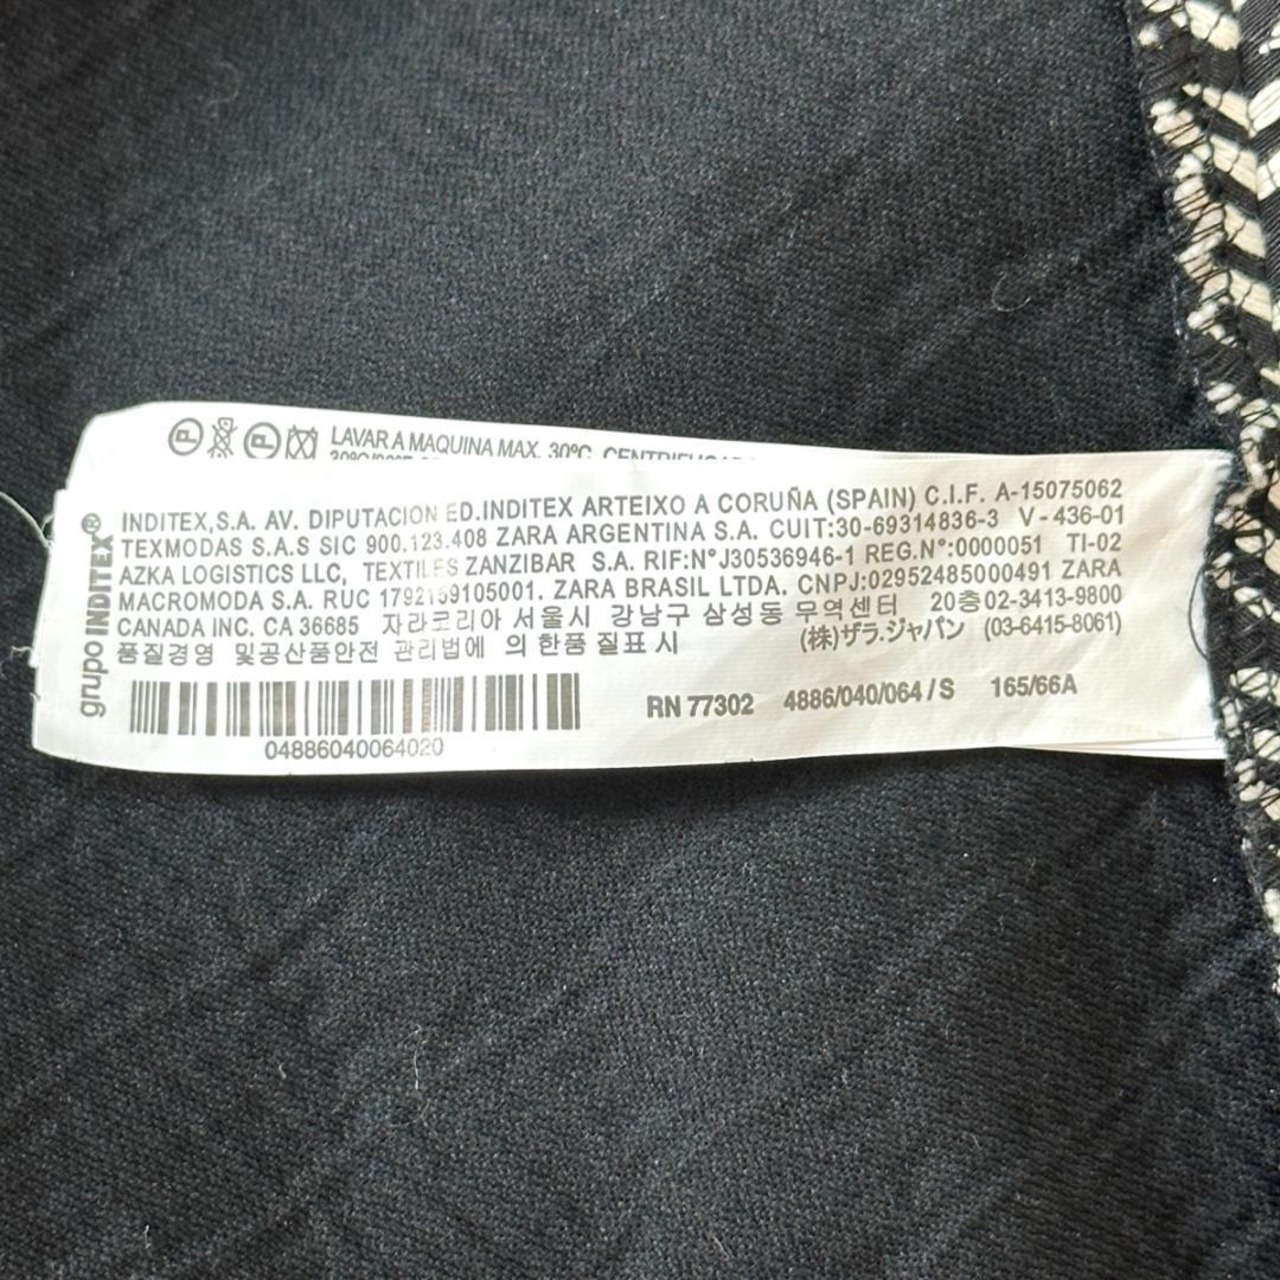 LAVAR A MAQUINA MAX. 30ºC. CENTRIFUGADO
grupo INDITEX®
INDITEX,S.A. AV. DIPUTACION ED.INDITEX ARTEIXO A CORUÑA (SPAIN) C.I.F. A-15075062
TEXMODAS S.A.S SIC 900.123.408 ZARA ARGENTINA S.A. CUIT:30-69314836-3 V-436-01
AZKA LOGISTICS LLC, TEXTILES ZANZIBAR S.A. RIF:N°J30536946-1 REG.N°:0000051 TI-02
MACROMODA S.A. RUC 1792159105001. ZARA BRASIL LTDA. CNPJ:02952485000491 ZARA
CANADA INC. CA 36685 자라코리아 서울시 강남구 삼성동 무역센터 20층02-3413-9800
품질경영 및공산품안전 관리법에 의한품질표시 (株)ザラ.ジャパン (03-6415-8061)
RN 77302 4886/040/064/S 165/66A
04886040064020